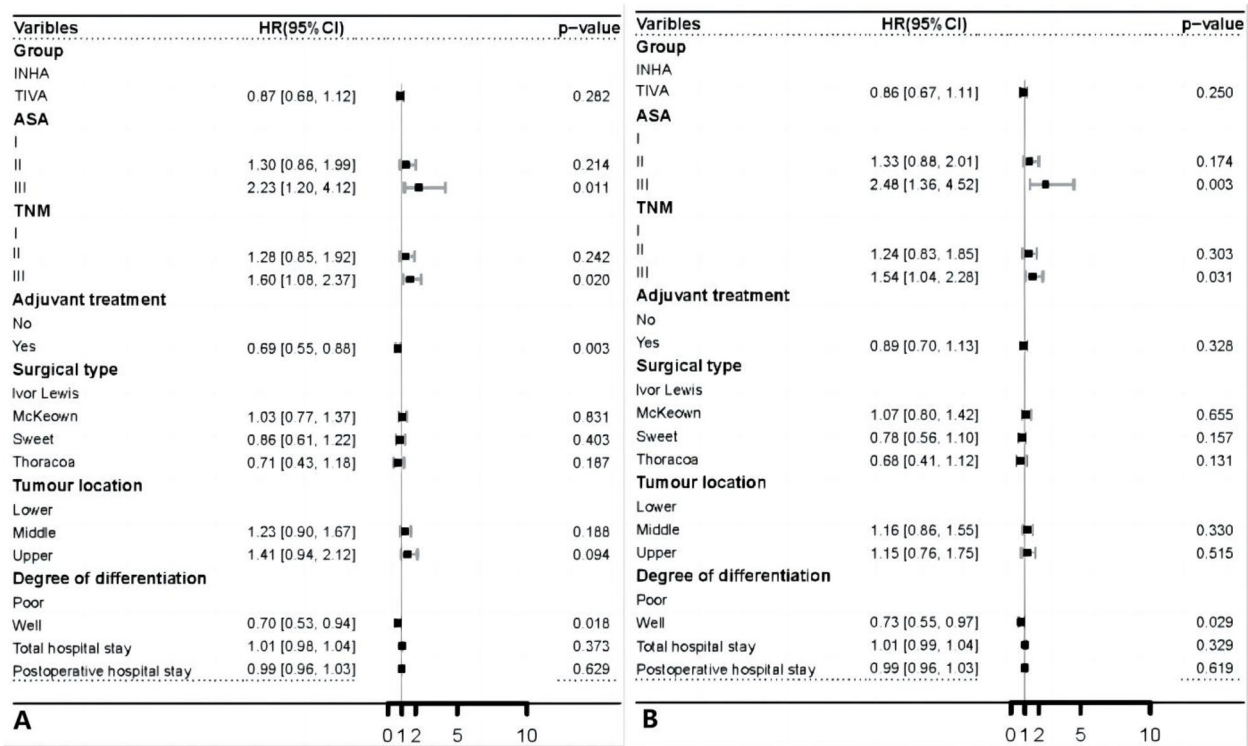 Varibles HR(95% CI) p-value
Group
INHA
TIVA 0.87 [0.68, 1.12] 0.282
ASA
I
II 1.30 [0.86, 1.99] 0.214
III 2.23 [1.20, 4.12] 0.011
TNM
I
II 1.28 [0.85, 1.92] 0.242
III 1.60 [1.08, 2.37] 0.020
Adjuvant treatment
No
Yes 0.69 [0.55, 0.88] 0.003
Surgical type
Ivor Lewis
McKeown 1.03 [0.77, 1.37] 0.831
Sweet 0.86 [0.61, 1.22] 0.403
Thoracoa 0.71 [0.43, 1.18] 0.187
Tumour location
Lower
Middle 1.23 [0.90, 1.67] 0.188
Upper 1.41 [0.94, 2.12] 0.094
Degree of differentiation
Poor
Well 0.70 [0.53, 0.94] 0.018
Total hospital stay 1.01 [0.98, 1.04] 0.373
Postoperative hospital stay 0.99 [0.96, 1.03] 0.629
A
0 1 2 5 10
Varibles HR(95% CI) p-value
Group
INHA
TIVA 0.86 [0.67, 1.11] 0.250
ASA
I
II 1.33 [0.88, 2.01] 0.174
III 2.48 [1.36, 4.52] 0.003
TNM
I
II 1.24 [0.83, 1.85] 0.303
III 1.54 [1.04, 2.28] 0.031
Adjuvant treatment
No
Yes 0.89 [0.70, 1.13] 0.328
Surgical type
Ivor Lewis
McKeown 1.07 [0.80, 1.42] 0.655
Sweet 0.78 [0.56, 1.10] 0.157
Thoracoa 0.68 [0.41, 1.12] 0.131
Tumour location
Lower
Middle 1.16 [0.86, 1.55] 0.330
Upper 1.15 [0.76, 1.75] 0.515
Degree of differentiation
Poor
Well 0.73 [0.55, 0.97] 0.029
Total hospital stay 1.01 [0.99, 1.04] 0.329
Postoperative hospital stay 0.99 [0.96, 1.03] 0.619
B
0 1 2 5 10